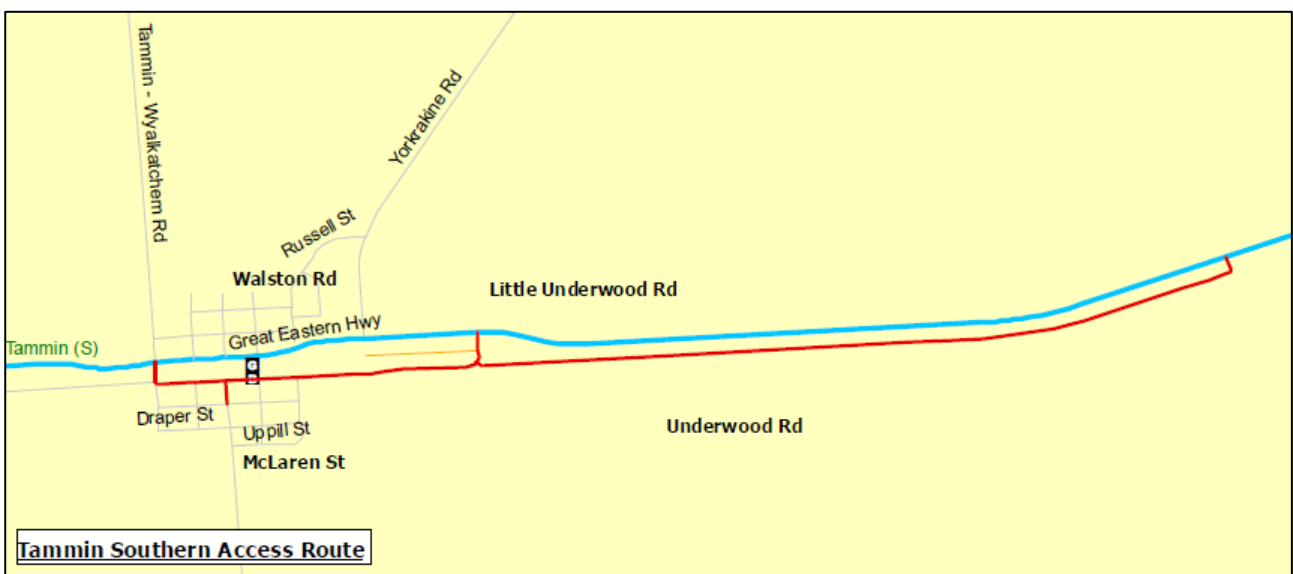 Tammin - Wyalkatchem Rd
Yorkrakine Rd
Russell St
Walston Rd
Little Underwood Rd
Great Eastern Hwy
Tammin (S)
Draper St
Uppill St
Underwood Rd
McLaren St
Tammin Southern Access Route